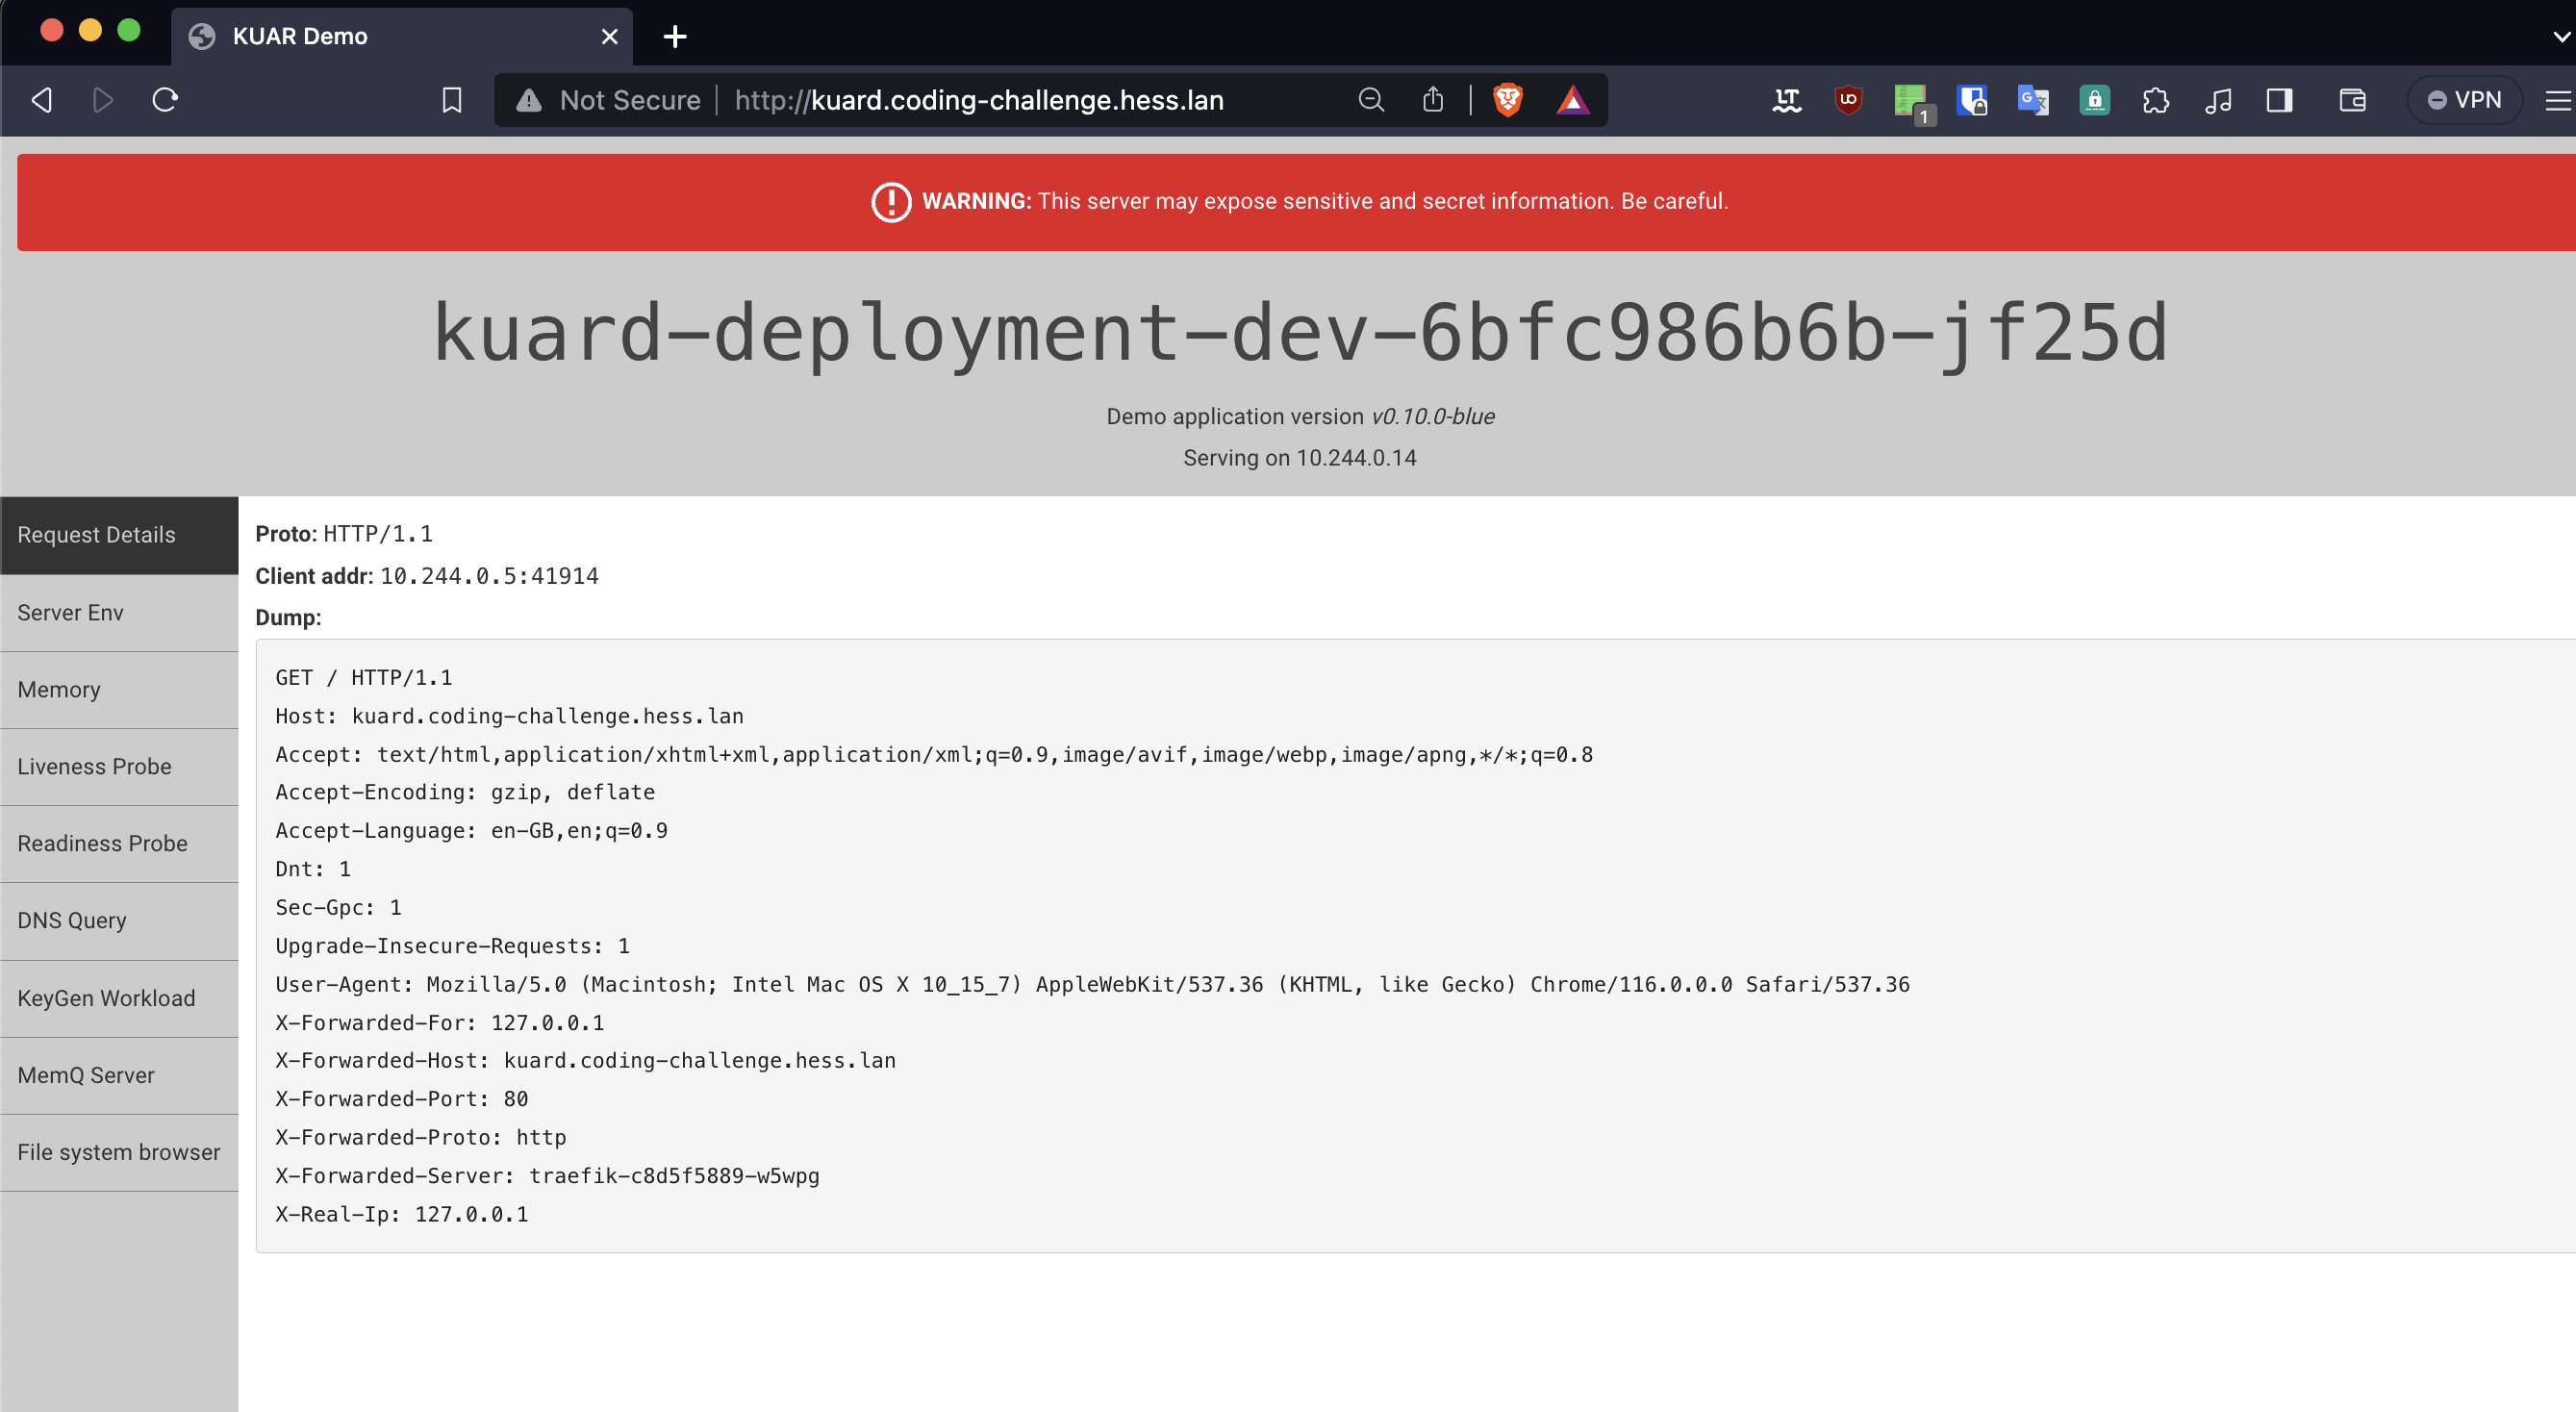 KUAR Demo
Not Secure http://kuard.coding-challenge.hess.lan
LT
UO
1
G
VPN
WARNING: This server may expose sensitive and secret information. Be careful.
kuard-deployment-dev-6bfc986b6b-jf25d
Demo application version v0.10.0-blue
Serving on 10.244.0.14
Request Details
Server Env
Memory
Liveness Probe
Readiness Probe
DNS Query
KeyGen Workload
MemQ Server
File system browser
Proto: HTTP/1.1
Client addr: 10.244.0.5:41914
Dump:
GET / HTTP/1.1
Host: kuard.coding-challenge.hess.lan
Accept: text/html,application/xhtml+xml,application/xml;q=0.9,image/avif,image/webp,image/apng,*/*;q=0.8
Accept-Encoding: gzip, deflate
Accept-Language: en-GB,en;q=0.9
Dnt: 1
Sec-Gpc: 1
Upgrade-Insecure-Requests: 1
User-Agent: Mozilla/5.0 (Macintosh; Intel Mac OS X 10_15_7) AppleWebKit/537.36 (KHTML, like Gecko) Chrome/116.0.0.0 Safari/537.36
X-Forwarded-For: 127.0.0.1
X-Forwarded-Host: kuard.coding-challenge.hess.lan
X-Forwarded-Port: 80
X-Forwarded-Proto: http
X-Forwarded-Server: traefik-c8d5f5889-w5wpg
X-Real-Ip: 127.0.0.1